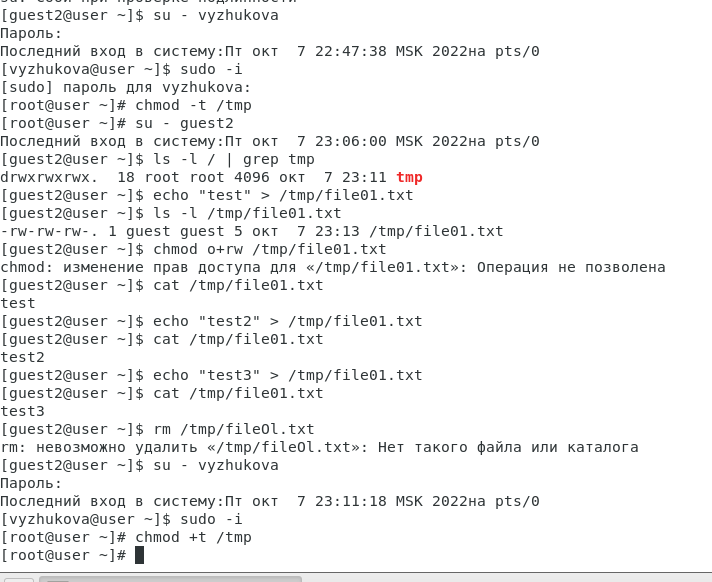 su: Сбой при проверке подлинности
[guest2@user ~]$ su - vyzhukova
Пароль:
Последний вход в систему:Пт окт  7 22:47:38 MSK 2022на pts/0
[vyzhukova@user ~]$ sudo -i
[sudo] пароль для vyzhukova:
[root@user ~]# chmod -t /tmp
[root@user ~]# su - guest2
Последний вход в систему:Пт окт  7 23:06:00 MSK 2022на pts/0
[guest2@user ~]$ ls -l / | grep tmp
drwxrwxrwx.  18 root root 4096 окт  7 23:11 tmp
[guest2@user ~]$ echo "test" > /tmp/file01.txt
[guest2@user ~]$ ls -l /tmp/file01.txt
-rw-rw-rw-. 1 guest guest 5 окт  7 23:13 /tmp/file01.txt
[guest2@user ~]$ chmod o+rw /tmp/file01.txt
chmod: изменение прав доступа для «/tmp/file01.txt»: Операция не позволена
[guest2@user ~]$ cat /tmp/file01.txt
test
[guest2@user ~]$ echo "test2" > /tmp/file01.txt
[guest2@user ~]$ cat /tmp/file01.txt
test2
[guest2@user ~]$ echo "test3" > /tmp/file01.txt
[guest2@user ~]$ cat /tmp/file01.txt
test3
[guest2@user ~]$ rm /tmp/fileOl.txt
rm: невозможно удалить «/tmp/fileOl.txt»: Нет такого файла или каталога
[guest2@user ~]$ su - vyzhukova
Пароль:
Последний вход в систему:Пт окт  7 23:11:18 MSK 2022на pts/0
[vyzhukova@user ~]$ sudo -i
[root@user ~]# chmod +t /tmp
[root@user ~]#